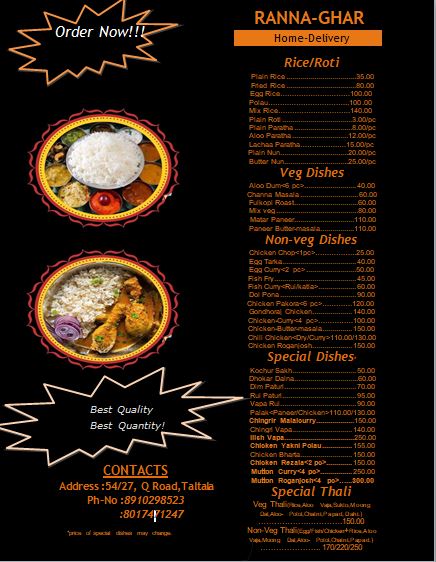 Order Now!!!
RANNA-GHAR
Home-Delivery
Rice/Roti
Plain Rice.......................................35.00
Fried Rice.......................................80.00
Egg Rice.......................................100.00
Polau.......................................100.00
Mix Rice.......................................140.00
Plain Roti.......................................3.00/pc
Plain Paratha.......................................8.00/pc
Aloo Paratha.......................................12.00/pc
Lachaa Paratha.......................15.00/pc
Plain Nun.......................................20.00/pc
Butter Nun.......................................25.00/pc
Veg Dishes
Aloo Dum<6 pc>.......................40.00
Channa Masala.......................60.00
Fulkopi Roast.......................60.00
Mix veg.......................................80.00
Matar Paneer.......................110.00
Paneer Butter-masala.............110.00
Non-veg Dishes
Chicken Chop<1pc>................25.00
Egg Tarka.......................................40.00
Egg Curry<2 pc>.......................50.00
Fish Fry.......................................45.00
Fish Curry<Rui/katla>.............60.00
Doi Pona.......................................90.00
Chicken Pakora<6 pc>.............120.00
Gondhoraj Chicken................140.00
Chicken-Curry<4 pc>.............100.00
Chicken-Butter-masala.............150.00
Chili Chicken<Dry/Curry>110.00/130.00
Chicken Roganjosh................150.00
Special Dishes
Kochur Sakh.......................50.00
Dhokar Dalna.......................60.00
Dim Paturi.......................70.00
Rui Paturi.......................95.00
Vapa Rui.......................90.00
Palak<Paneer/Chicken>110.00/130.00
Chingrir Malaiourry................150.00
Chingri Vapa.......................140.00
Ilish Vapa.......................250.00
Chicken Yakni Polau.............155.00
Chicken Bharta.......................150.00
Chicken Rezala<2 po>.............150.00
Mutton Curry<4 po>................250.00
Mutton Roganjosh<4 po>......300.00
Special Thali
Veg Thali(Rice,Aloo Vaja,Sukto,Moong
Dal,Aloo- Polol,Chatni,Papad, Dahi.)
.......................150.00
Non-Veg Thali(Egg/Fish/Chicken+Rice,Aloo
Vaja,Moong Dal,Aloo- Polol,Chatni,Papad.)
....................... 170/220/250
Best Quality
Best Quantity!
CONTACTS
Address :54/27, Q Road,Taltala
Ph-No :8910298523
:8017471247
*price of special dishes may change.